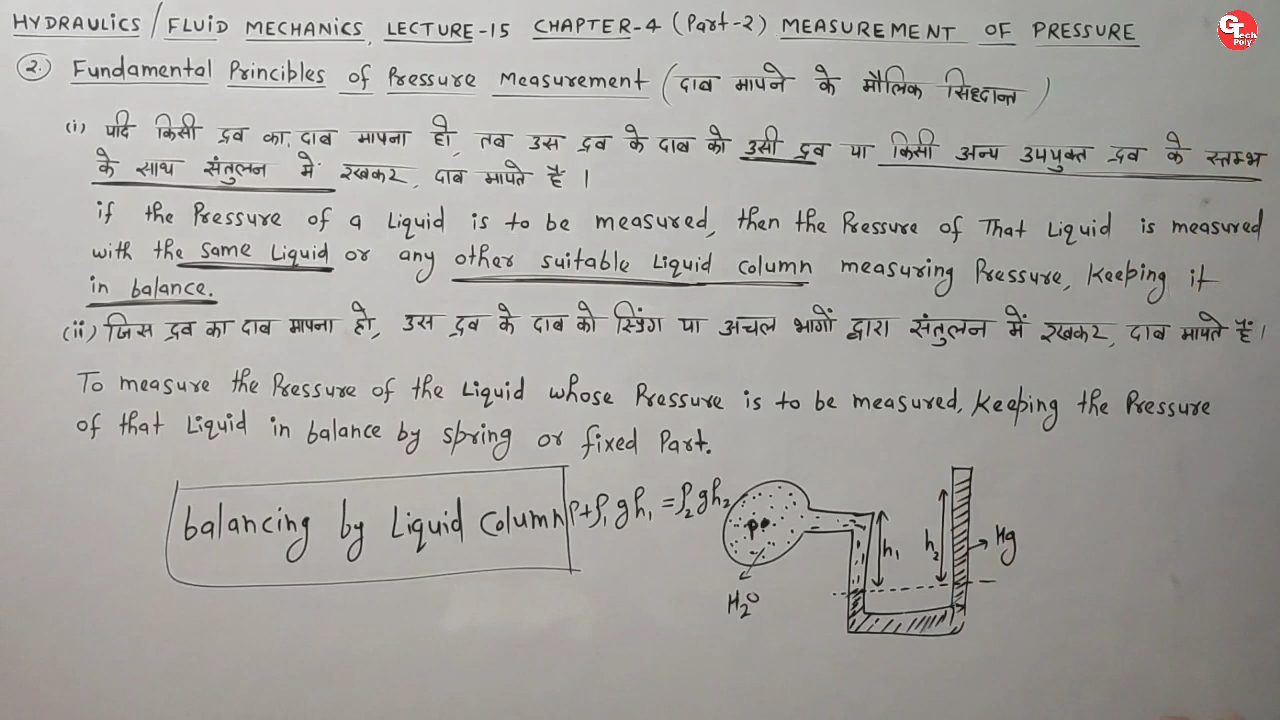 HYDRAULICS/FLUID MECHANICS, LECTURE-15 CHAPTER-4 (Part-2) MEASUREMENT OF PRESSURE
GTech Poly
2. Fundamental Principles of Pressure Measurement (दाब मापने के मौलिक सिद्धान्त)
(i) यदि किसी द्रव का दाब मापना हो, तब उस द्रव के दाब को उसी द्रव या किसी अन्य उपयुक्त द्रव के स्तम्भ
के साथ संतुलन में रखकर, दाब मापते है ।
if the Pressure of a Liquid is to be measured, then the Pressure of That Liquid is measured
with the same Liquid or any other suitable Liquid column measuring Pressure, Keeping it
in balance.
(ii) जिस द्रव का दाब मापना हो, उस द्रव के दाब को स्प्रिंग या अचल भागों द्वारा संतुलन में रखकर, दाब मापते हैं।
To measure the Pressure of the Liquid whose Pressure is to be measured, Keeping the Pressure
of that Liquid in balance by spring or fixed Part.
balancing by Liquid Column P+ρ₁gh₁ = ρ₂gh₂
P
h₁
h₂
Hg
H₂O